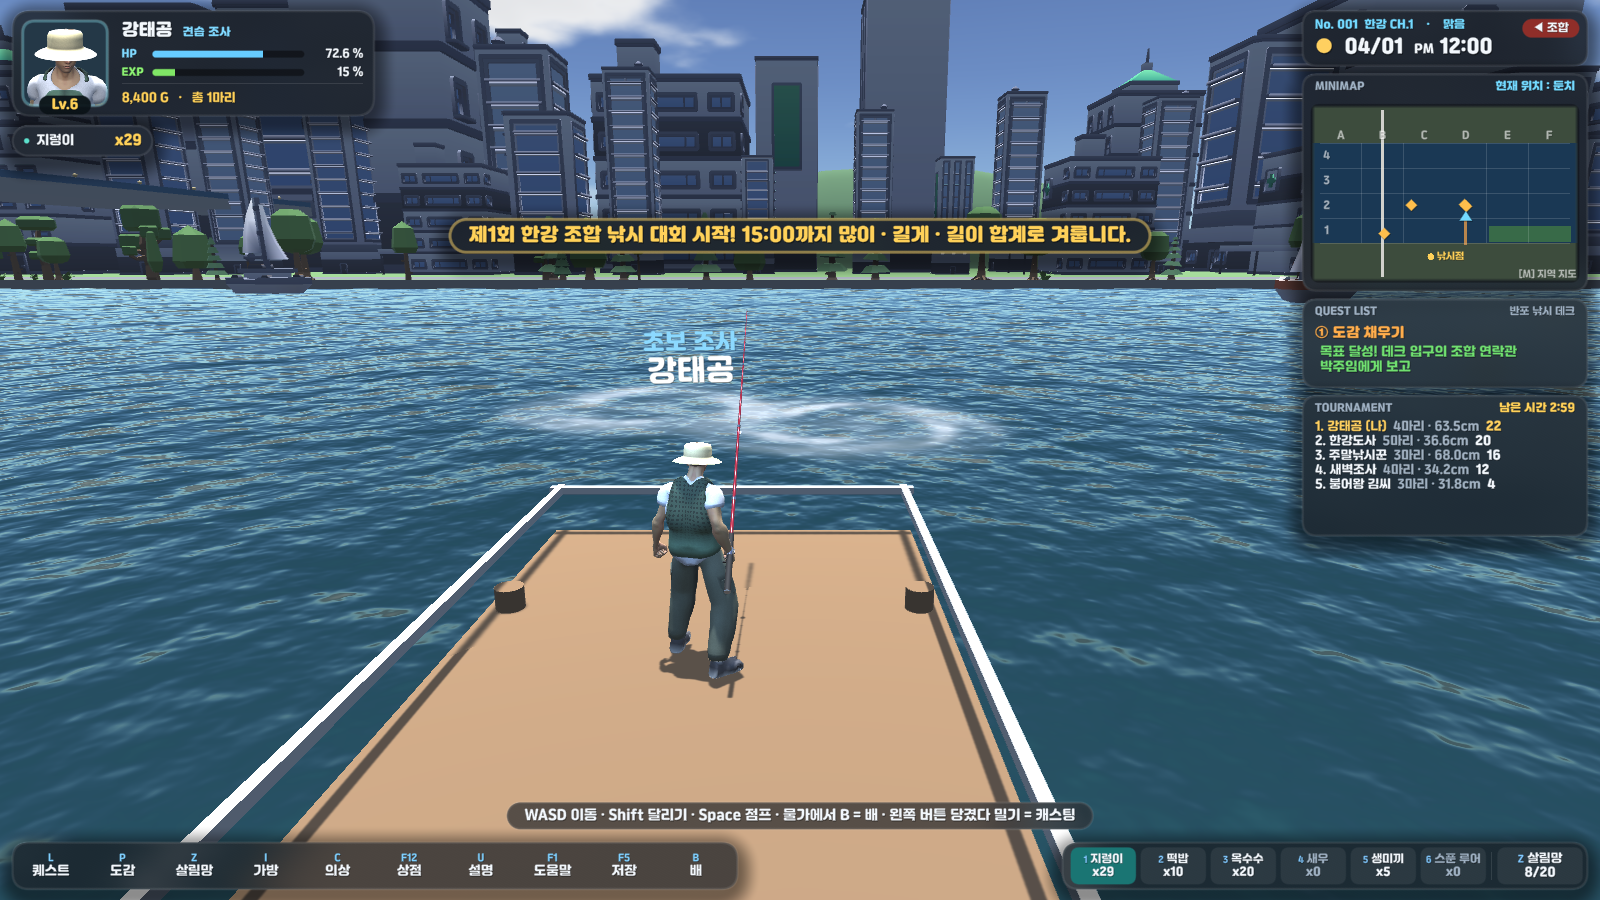 강태공 견습 조사
HP 72.6 %
EXP 15 %
Lv.6
8,400 G · 총 1마리
지렁이 x29
No. 001 한강 CH.1 · 맑음
◀ 조합
04/01 PM 12:00
MINIMAP 현재 위치 : 둔치
A B C D E F
4
3
2
1
낚시점
[M] 지역 지도
제1회 한강 조합 낚시 대회 시작! 15:00까지 많이 · 길게 · 길이 합계로 겨룹니다.
QUEST LIST 반포 낚시 데크
① 도감 채우기
목표 달성! 데크 입구의 조합 연락관
박주임에게 보고
TOURNAMENT 남은 시간 2:59
1. 강태공 (나) 4마리 · 63.5cm 22
2. 한강도사 5마리 · 36.6cm 20
3. 주말낚시꾼 3마리 · 68.0cm 16
4. 새벽조사 4마리 · 34.2cm 12
5. 붕어왕 김씨 3마리 · 31.8cm 4
초보 조사
강태공
WASD 이동 · Shift 달리기 · Space 점프 · 물가에서 B = 배 · 왼쪽 버튼 당겼다 밀기 = 캐스팅
L P Z I C F12 U F1 F5 B
퀘스트 도감 살림망 가방 의상 상점 설명 도움말 저장 배
1 지렁이 2 떡밥 3 옥수수 4 새우 5 생미끼 6 스푼 루어 Z 살림망
x29 x10 x20 x0 x5 x0 8/20